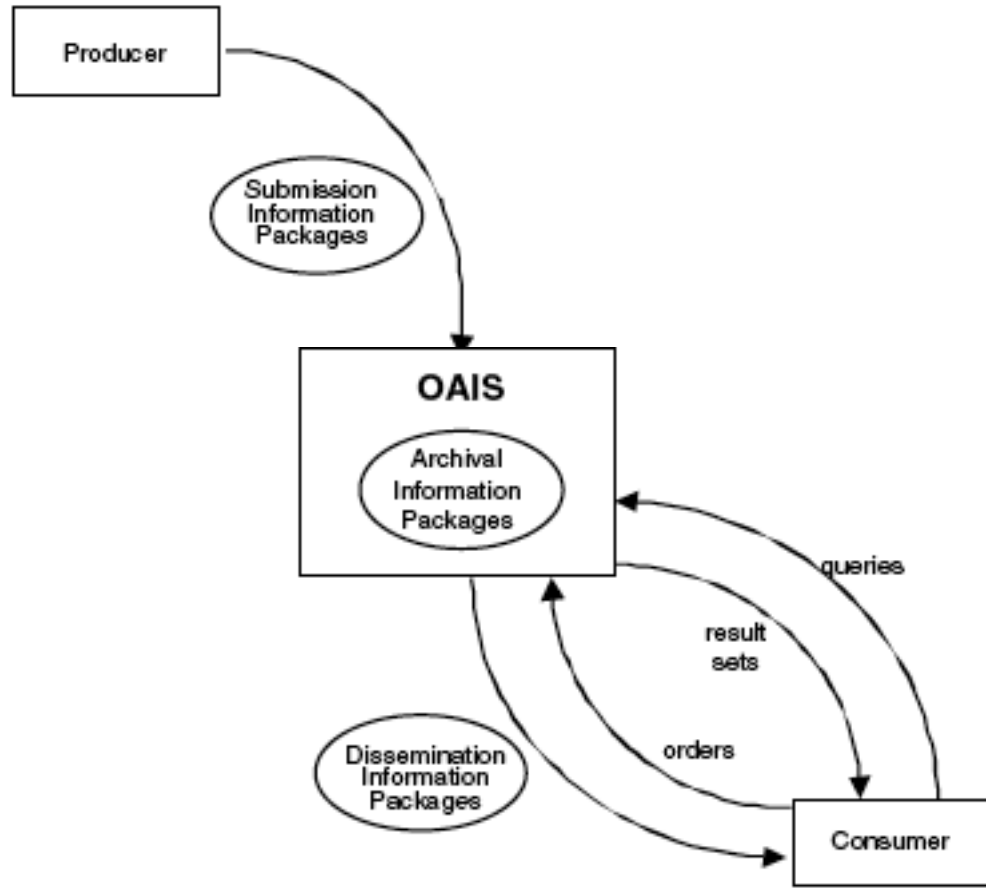 Producer
Submission
Information
Packages
OAIS
Archival
Information
Packages
queries
result
sets
orders
Dissemination
Information
Packages
Consumer